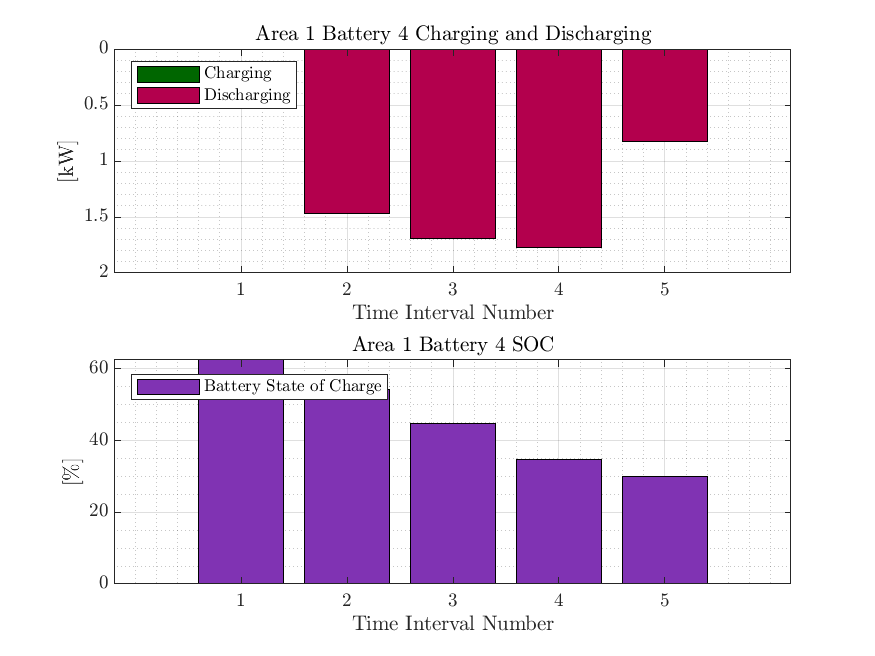 Area 1 Battery 4 Charging and Discharging
0
0.5
1
1.5
2
[kW]
Charging
Discharging
1 2 3 4 5
Time Interval Number
Area 1 Battery 4 SOC
60
40
20
0
[%]
Battery State of Charge
1 2 3 4 5
Time Interval Number